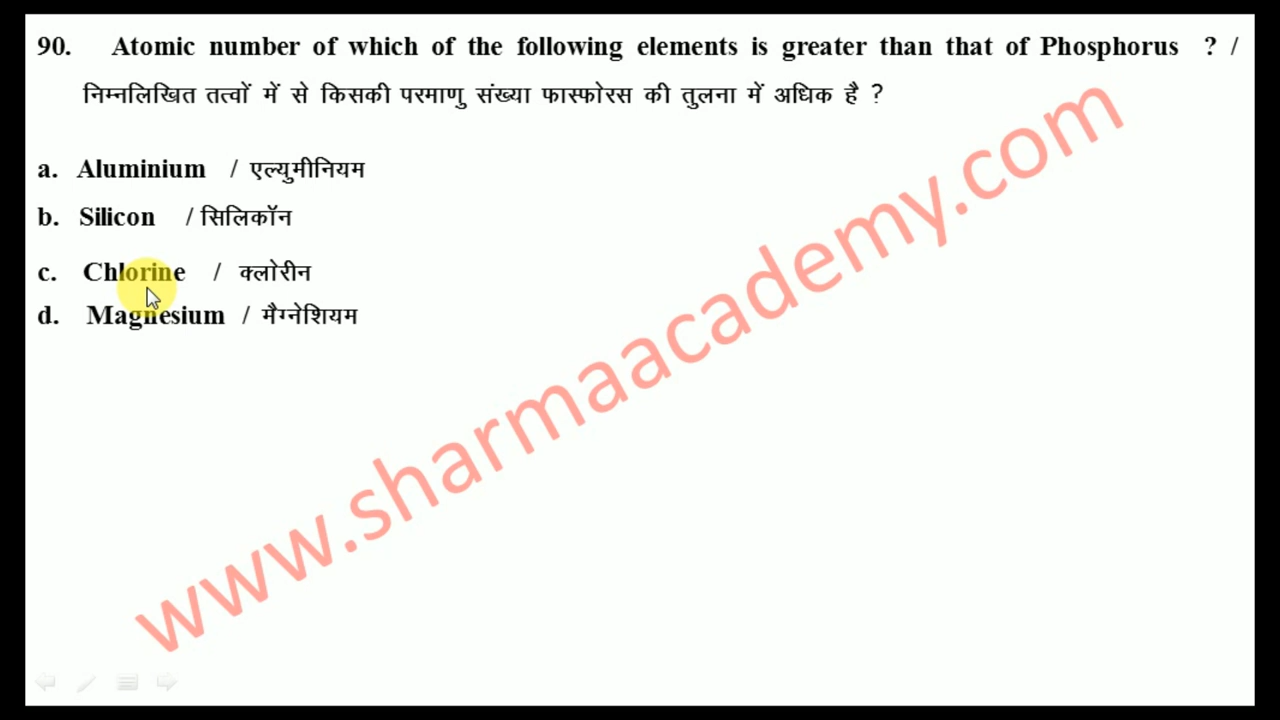 90. Atomic number of which of the following elements is greater than that of Phosphorus ? /
निम्नलिखित तत्वों में से किसकी परमाणु संख्या फास्फोरस की तुलना में अधिक है ?
a. Aluminium / एल्युमीनियम
b. Silicon / सिलिकॉन
c. Chlorine / क्लोरीन
d. Magnesium / मैग्नेशियम
www.sharmaacademy.com